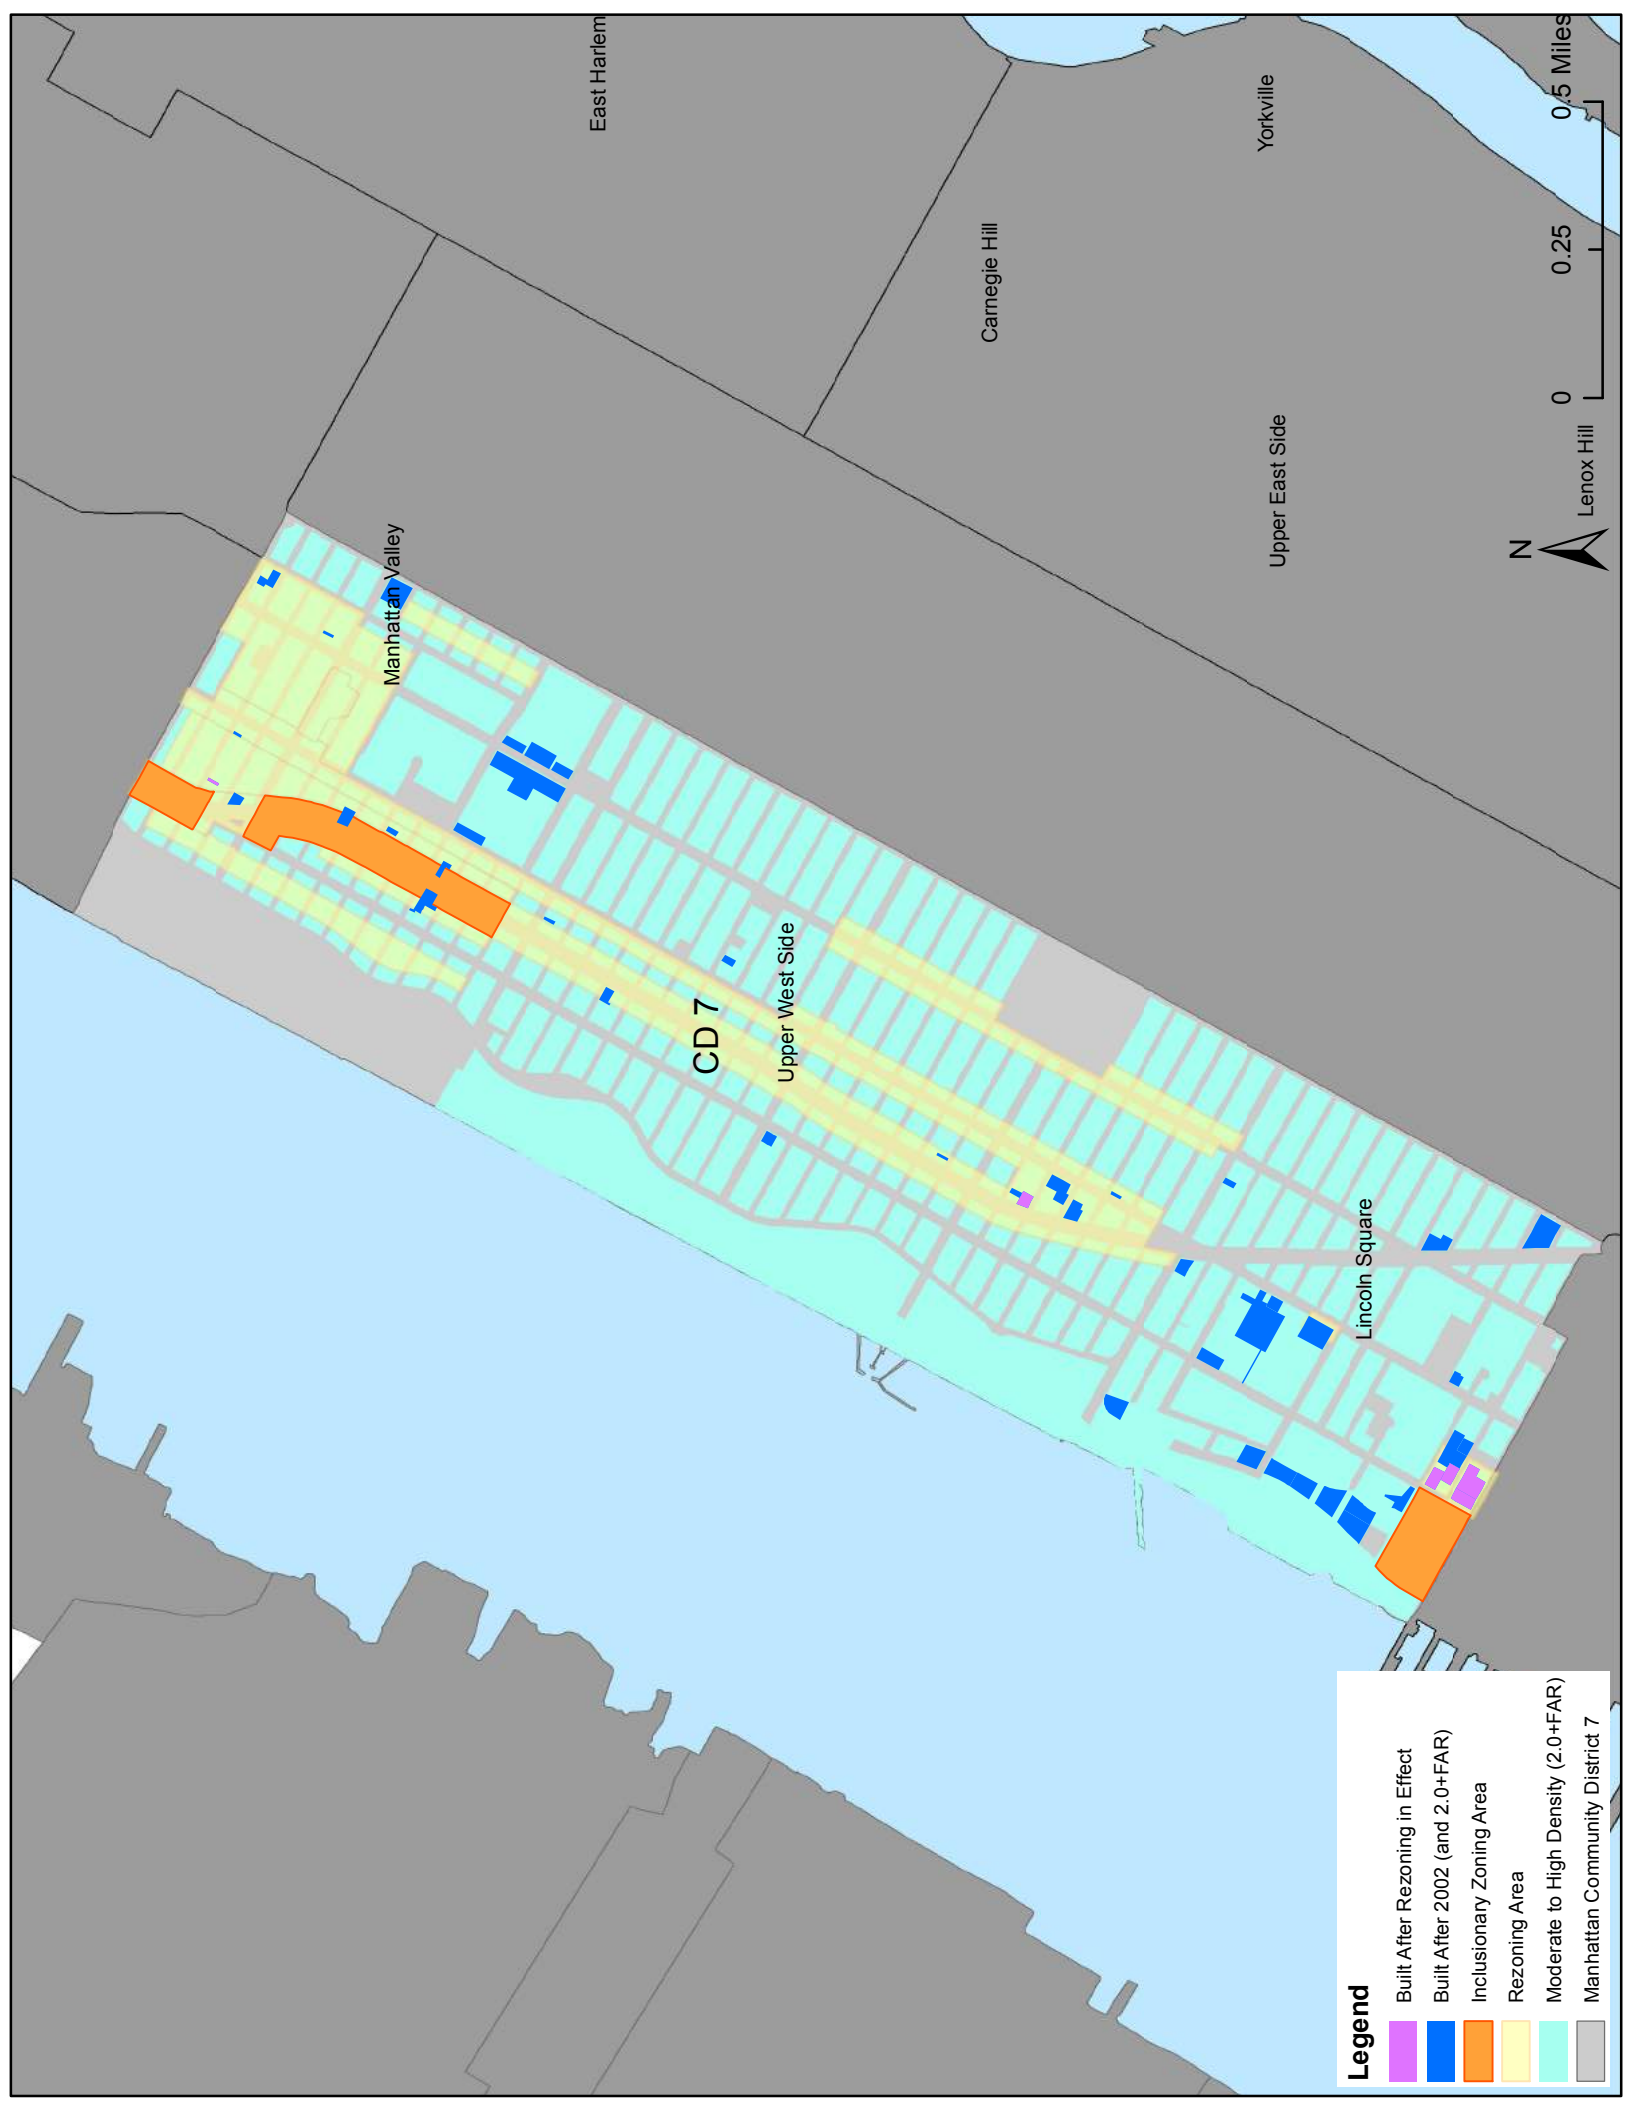 East Harlem
Manhattan Valley
Carnegie Hill
Yorkville
Upper East Side
Lenox Hill
Upper West Side
CD 7
Lincoln Square
N
0 0.25 0.5 Miles
Legend
Built After Rezoning in Effect
Built After 2002 (and 2.0+FAR)
Inclusionary Zoning Area
Rezoning Area
Moderate to High Density (2.0+FAR)
Manhattan Community District 7